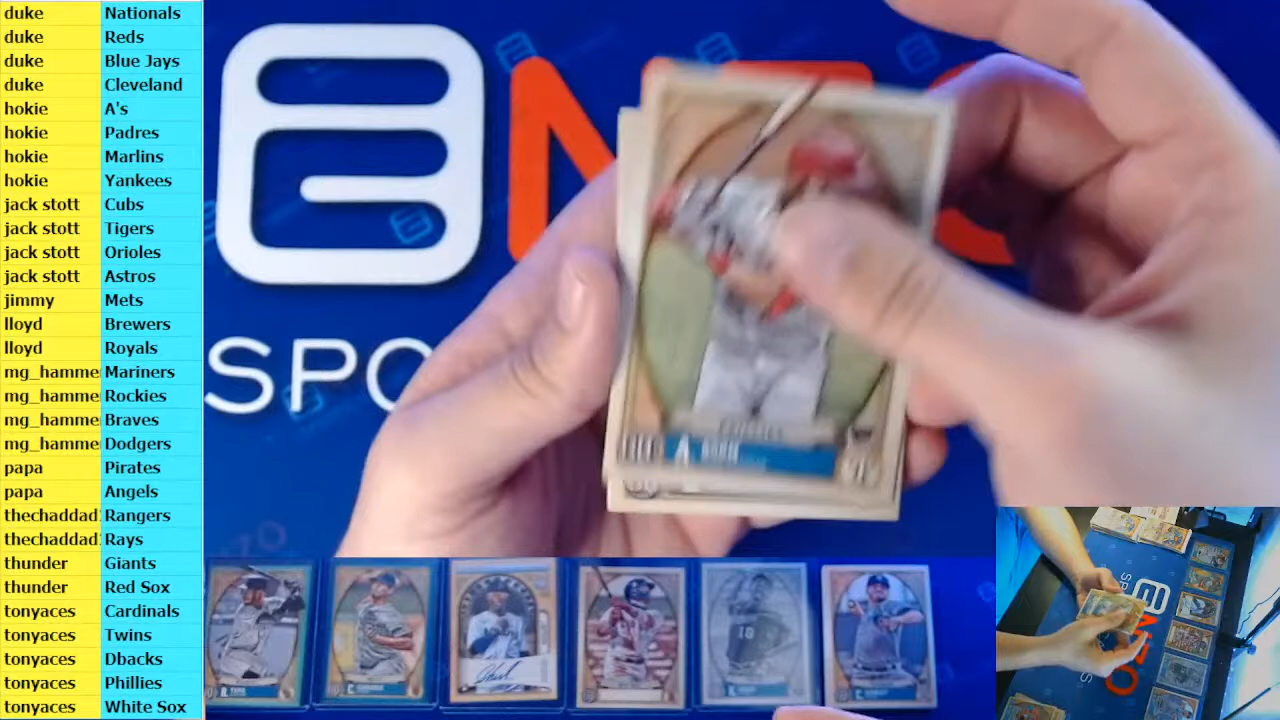 duke Nationals
duke Reds
duke Blue Jays
duke Cleveland
hokie A's
hokie Padres
hokie Marlins
hokie Yankees
jack stott Cubs
jack stott Tigers
jack stott Orioles
jack stott Astros
jimmy Mets
lloyd Brewers
lloyd Royals
mg_hamme Mariners
mg_hamme Rockies
mg_hamme Braves
mg_hamme Dodgers
papa Pirates
papa Angels
thechaddad Rangers
thechaddad Rays
thunder Giants
thunder Red Sox
tonyaces Cardinals
tonyaces Twins
tonyaces Dbacks
tonyaces Phillies
tonyaces White Sox
SPO